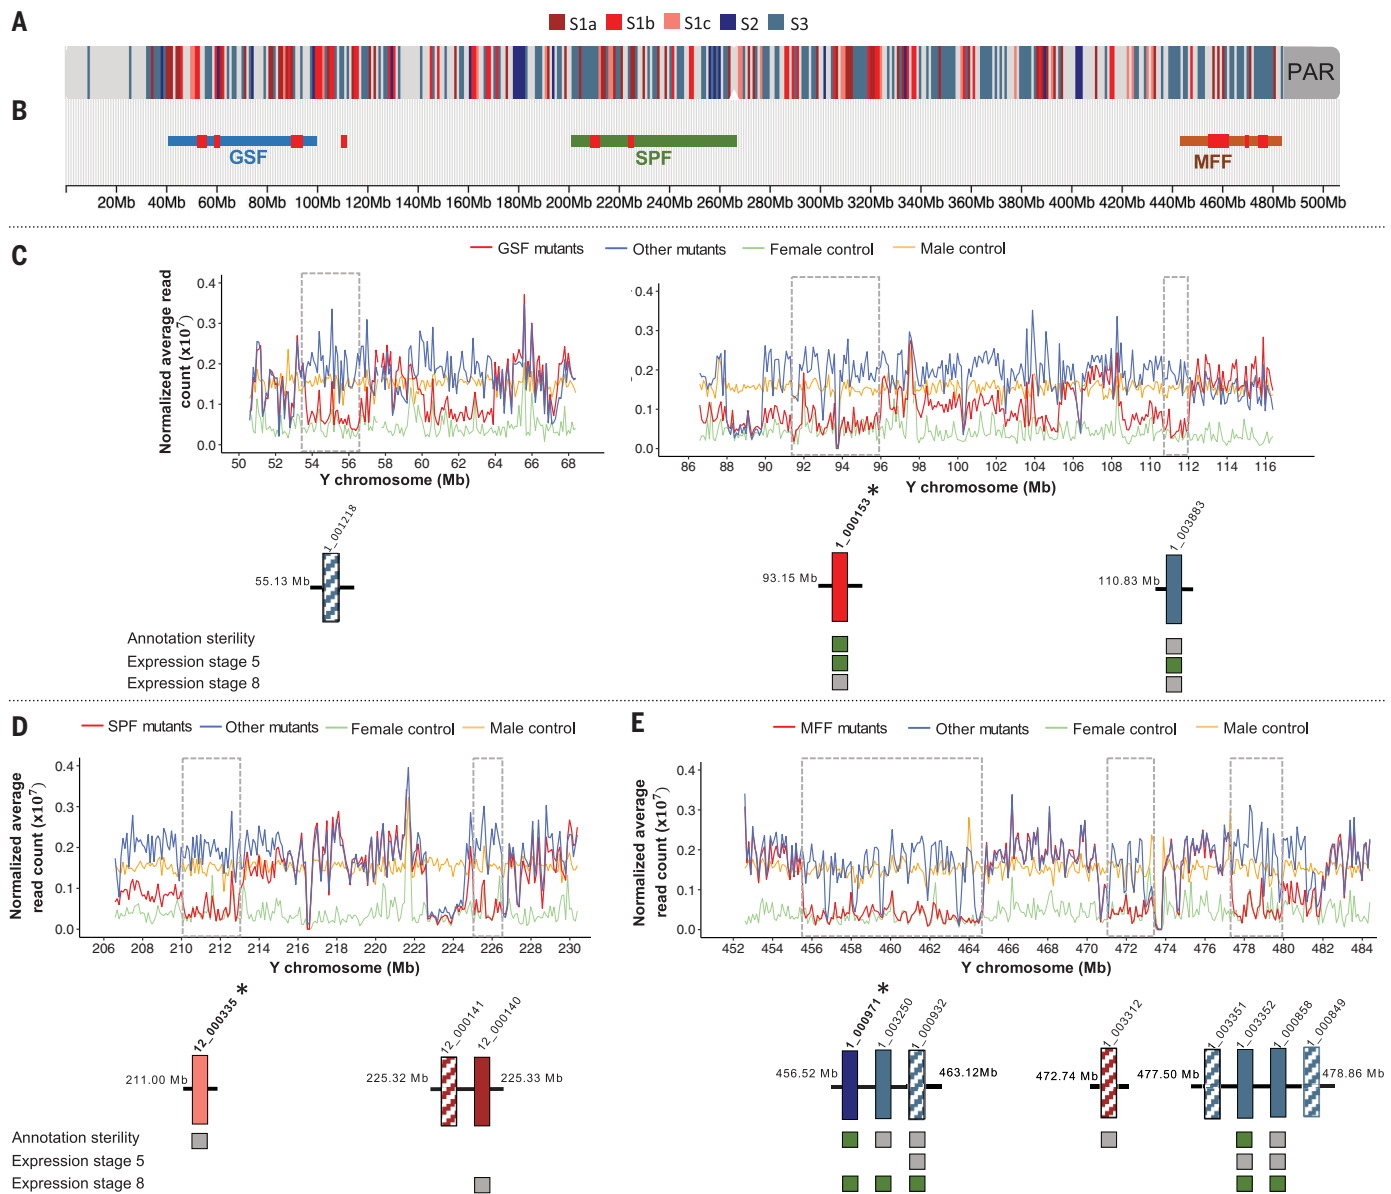 A
S1a S1b S1c S2 S3
PAR
B
GSF
SPF
MFF
20Mb 40Mb 60Mb 80Mb 100Mb 120Mb 140Mb 160Mb 180Mb 200Mb 220Mb 240Mb 260Mb 280Mb 300Mb 320Mb 340Mb 360Mb 380Mb 400Mb 420Mb 440Mb 460Mb 480Mb 500Mb
C
GSF mutants Other mutants Female control Male control
Normalized average read
count (x10⁷)
0.4
0.3
0.2
0.1
0.0
50 52 54 56 58 60 62 64 66 68
Y chromosome (Mb)
0.4
0.3
0.2
0.1
0.0
86 88 90 92 94 96 98 100 102 104 106 108 110 112 114 116
Y chromosome (Mb)
1_001218
55.13 Mb
1_000153 *
93.15 Mb
1_003883
110.83 Mb
Annotation sterility
Expression stage 5
Expression stage 8
D
SPF mutants Other mutants Female control Male control
Normalized average
read count (x10⁷)
0.4
0.3
0.2
0.1
0.0
206 208 210 212 214 216 218 220 222 224 226 228 230
Y chromosome (Mb)
12_000335 *
211.00 Mb
12_000141
12_000140
225.32 Mb
225.33 Mb
Annotation sterility
Expression stage 5
Expression stage 8
E
MFF mutants Other mutants Female control Male control
Normalized average
read count (x10⁷)
0.4
0.3
0.2
0.1
0.0
452 454 456 458 460 462 464 466 468 470 472 474 476 478 480 482 484
Y chromosome (Mb)
1_000971 *
1_003250
1_000932
456.52 Mb
463.12Mb
1_003312
472.74 Mb
1_003351
1_003352
1_000858
1_000849
477.50 Mb
478.86 Mb